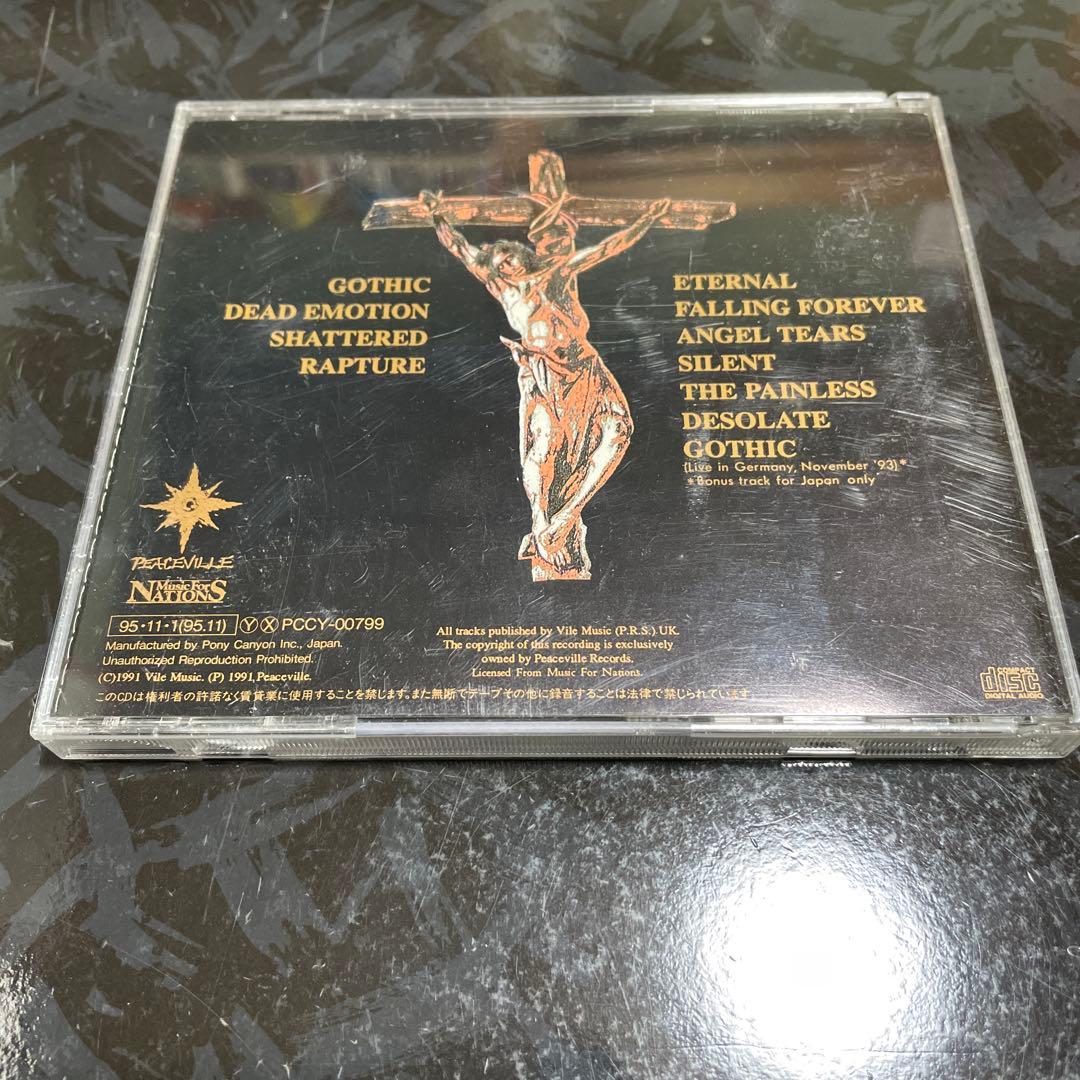 GOTHIC
DEAD EMOTION
SHATTERED
RAPTURE
ETERNAL
FALLING FOREVER
ANGEL TEARS
SILENT
THE PAINLESS
DESOLATE
GOTHIC
(Live in Germany, November '93)*
*Bonus track for Japan only
PEACEVILLE
Music For
NATIONS
95・11・1(95.11) Ⓨ Ⓧ PCCY-00799
Manufactured by Pony Canyon Inc., Japan.
Unauthorized Reproduction Prohibited.
(C)1991 Vile Music. (P) 1991, Peaceville.
All tracks published by Vile Music (P.R.S.) UK.
The copyright of this recording is exclusively
owned by Peaceville Records.
Licensed From Music For Nations.
このCDは権利者の許諾なく賃貸業に使用することを禁じます。また無断でテープその他に録音することは法律で禁じられています
COMPACT
disc
DIGITAL AUDIO